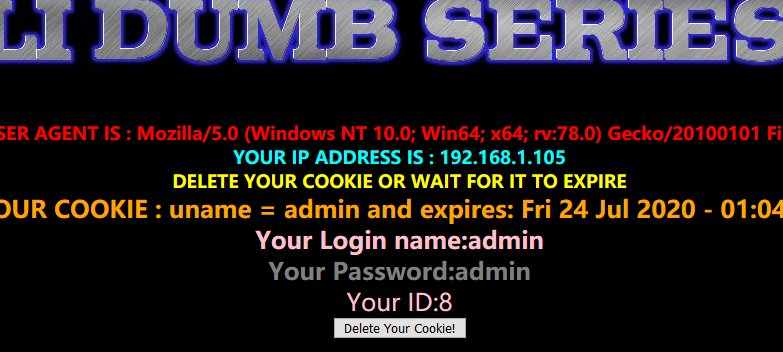 LI DUMB SERIES
SER AGENT IS : Mozilla/5.0 (Windows NT 10.0; Win64; x64; rv:78.0) Gecko/20100101 Fi
YOUR IP ADDRESS IS : 192.168.1.105
DELETE YOUR COOKIE OR WAIT FOR IT TO EXPIRE
OUR COOKIE : uname = admin and expires: Fri 24 Jul 2020 - 01:04
Your Login name:admin
Your Password:admin
Your ID:8
Delete Your Cookie!